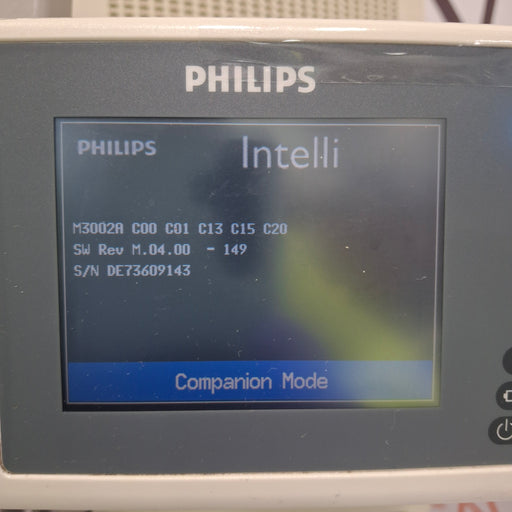 PHILIPS
PHILIPS Intelli
M3002A C00 C01 C13 C15 C20
SW Rev M.04.00 - 149
S/N DE73609143
Companion Mode